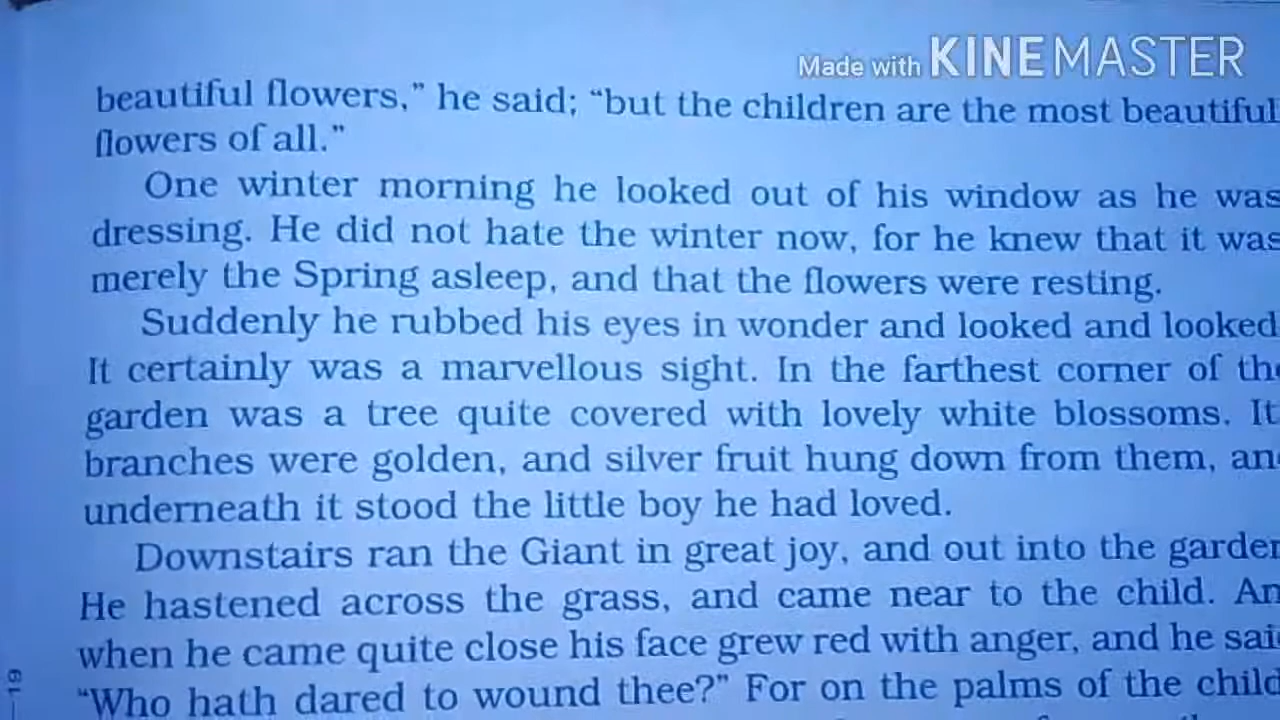 Made with KINEMASTER
beautiful flowers," he said; "but the children are the most beautiful
flowers of all."
One winter morning he looked out of his window as he was
dressing. He did not hate the winter now, for he knew that it was
merely the Spring asleep, and that the flowers were resting.
Suddenly he rubbed his eyes in wonder and looked and looked
It certainly was a marvellous sight. In the farthest corner of th
garden was a tree quite covered with lovely white blossoms. It
branches were golden, and silver fruit hung down from them, an
underneath it stood the little boy he had loved.
Downstairs ran the Giant in great joy, and out into the garden
He hastened across the grass, and came near to the child. An
when he came quite close his face grew red with anger, and he sai
"Who hath dared to wound thee?" For on the palms of the child
—19